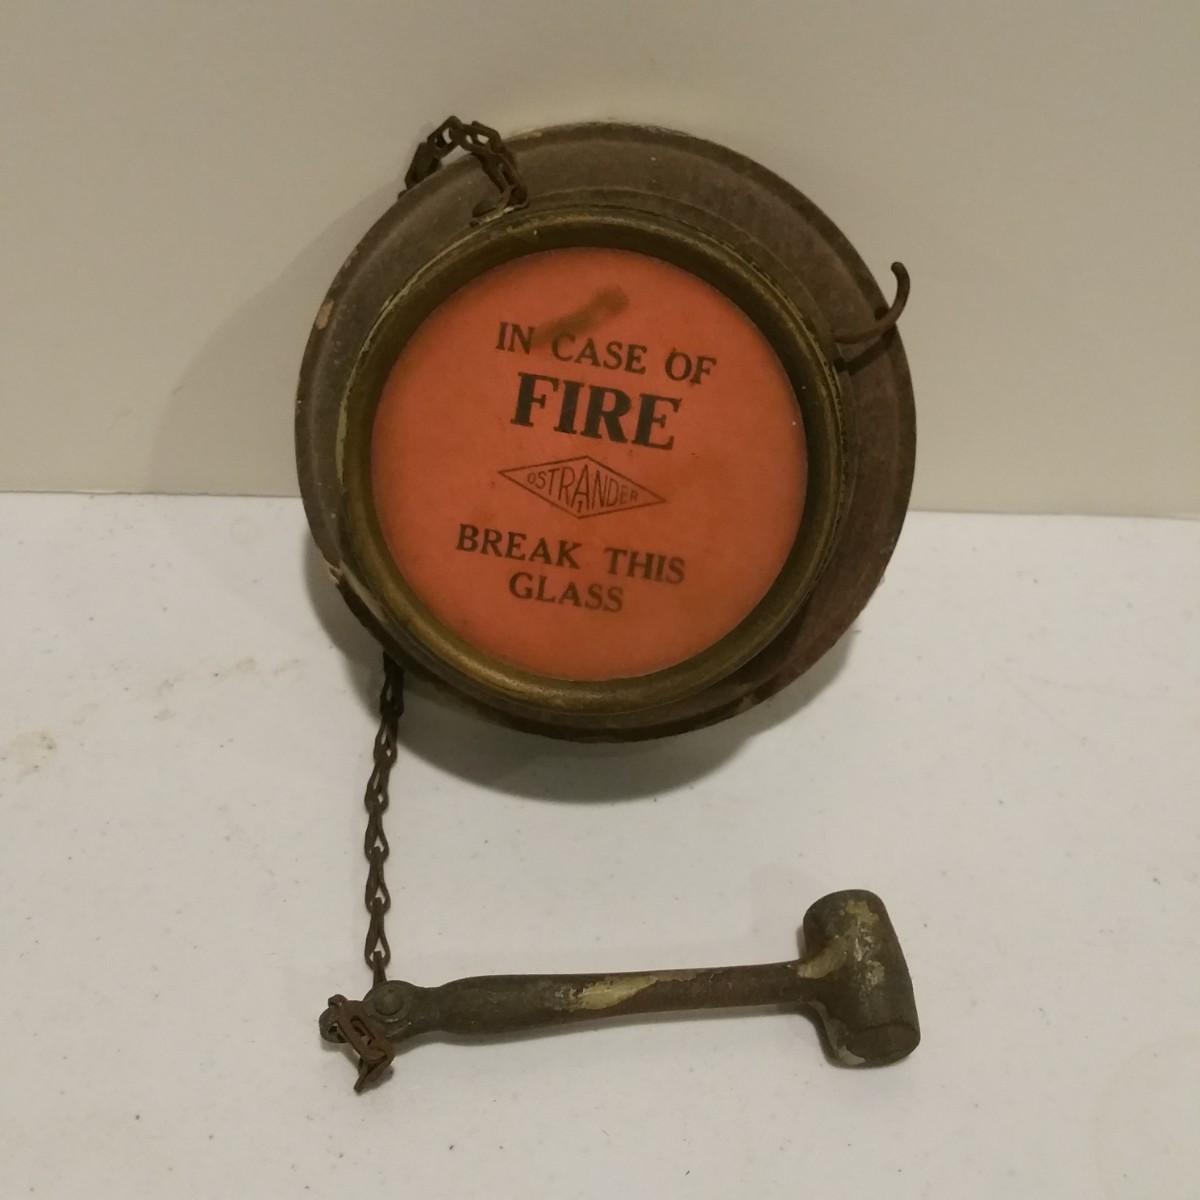 IN CASE OF
FIRE
OSTRANDER
BREAK THIS
GLASS